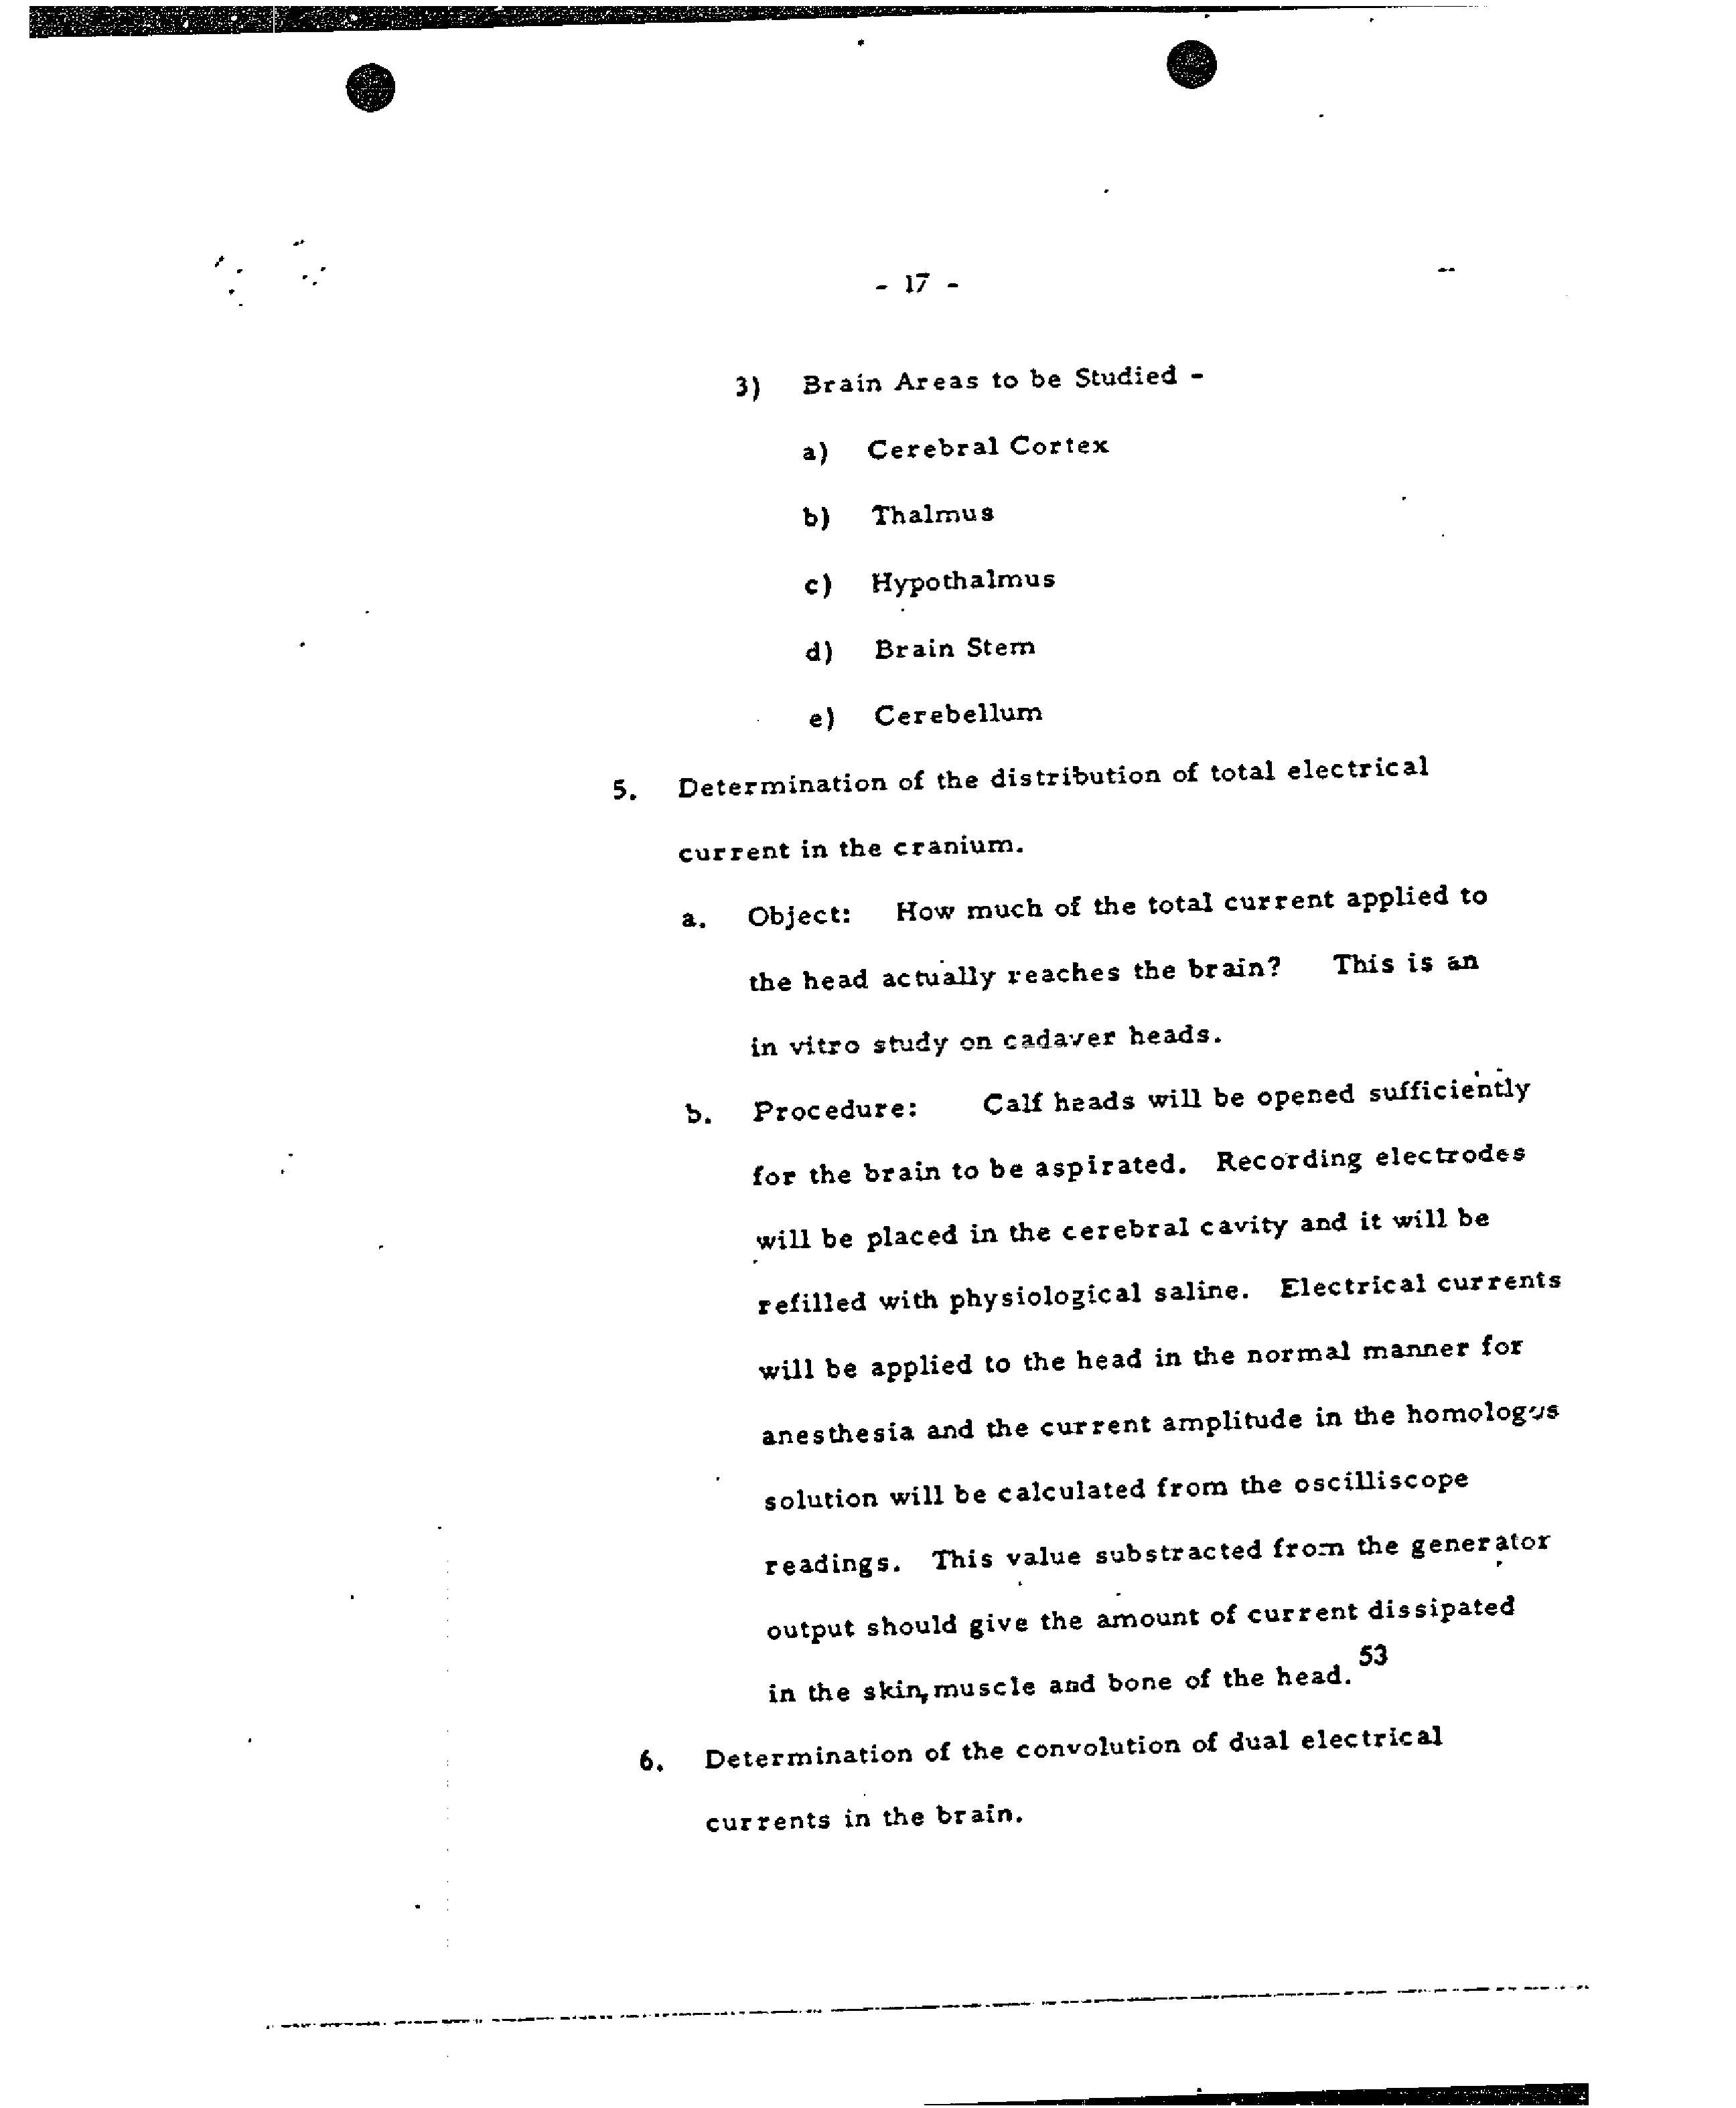 - 17 -
3) Brain Areas to be Studied -
a) Cerebral Cortex
b) Thalmus
c) Hypothalmus
d) Brain Stem
e) Cerebellum
5. Determination of the distribution of total electrical
current in the cranium.
a. Object: How much of the total current applied to
the head actually reaches the brain? This is an
in vitro study on cadaver heads.
b. Procedure: Calf heads will be opened sufficiently
for the brain to be aspirated. Recording electrodes
will be placed in the cerebral cavity and it will be
refilled with physiological saline. Electrical currents
will be applied to the head in the normal manner for
anesthesia and the current amplitude in the homologus
solution will be calculated from the oscilliscope
readings. This value substracted from the generator
output should give the amount of current dissipated
in the skin, muscle and bone of the head. 53
6. Determination of the convolution of dual electrical
currents in the brain.